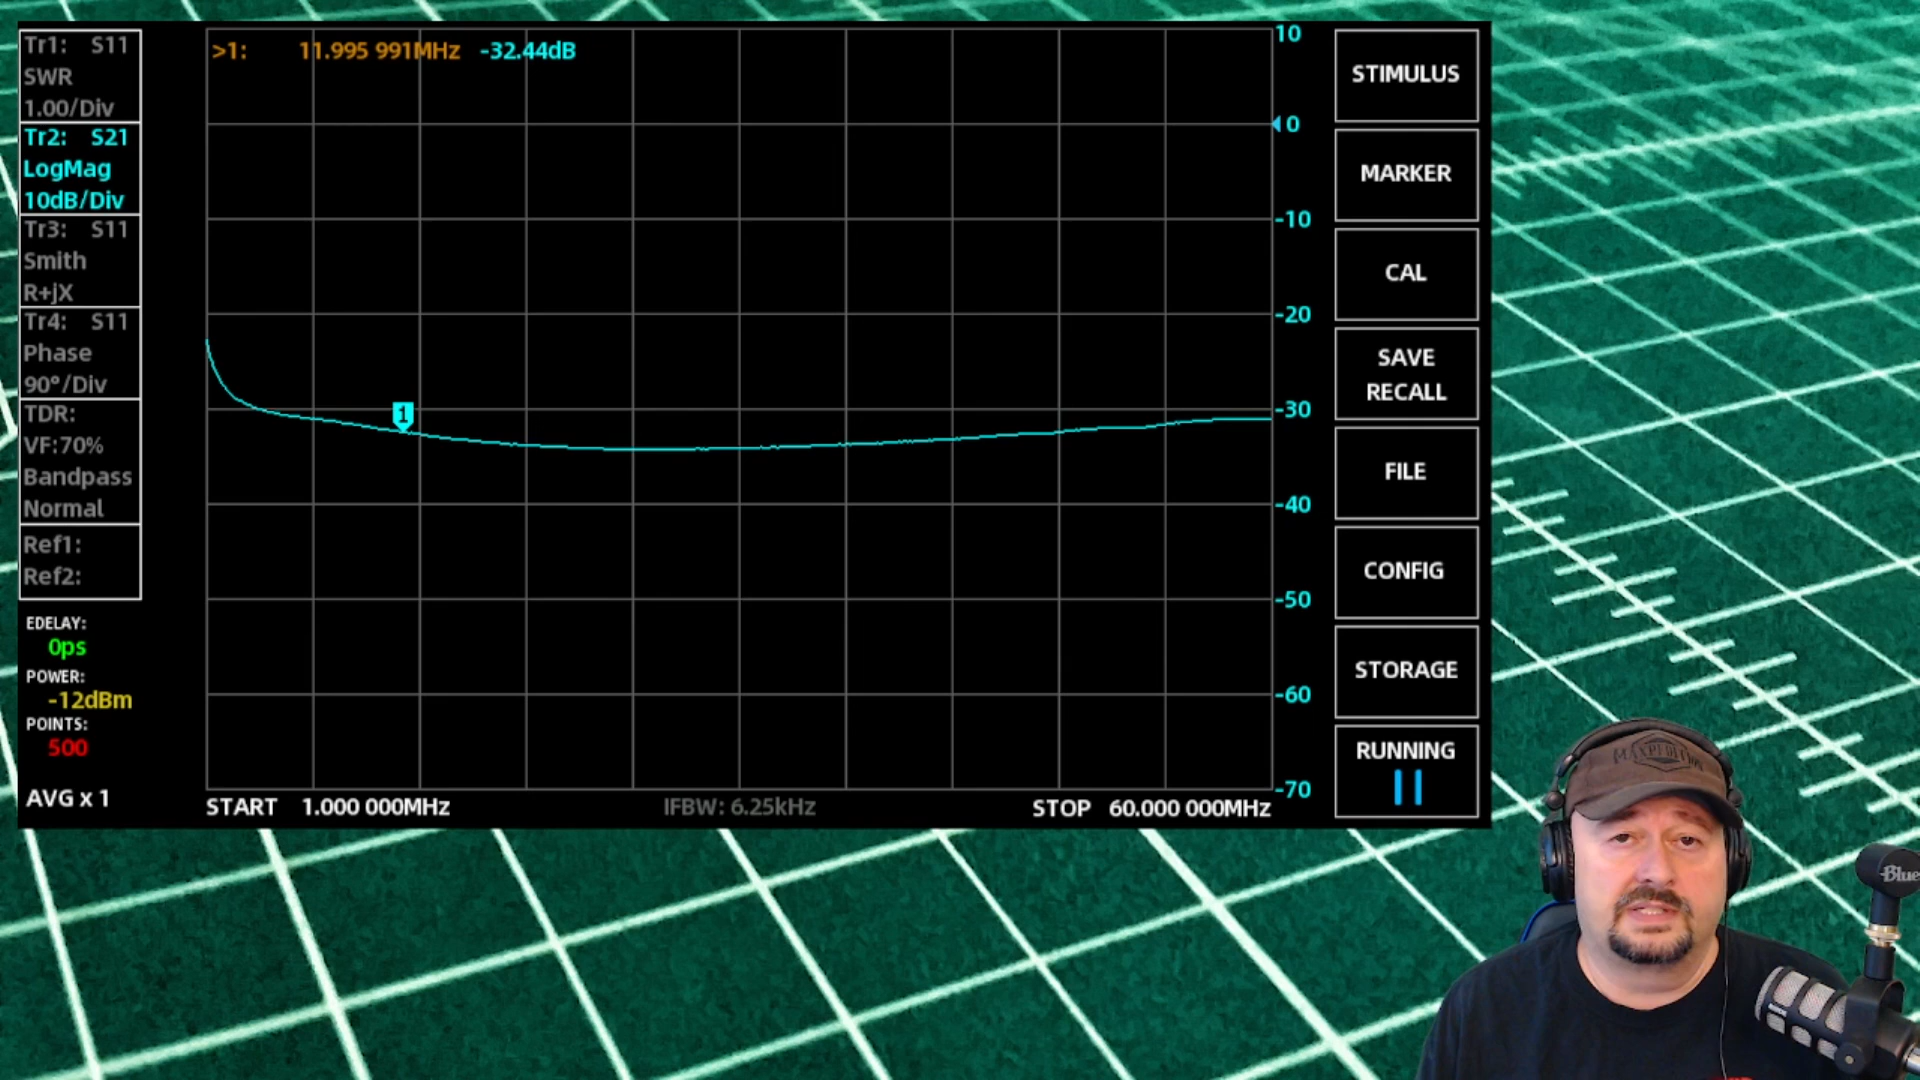 Tr1: S11
SWR
1.00/Div
Tr2: S21
LogMag
10dB/Div
Tr3: S11
Smith
R+jX
Tr4: S11
Phase
90°/Div
TDR:
VF:70%
Bandpass
Normal
Ref1:
Ref2:
EDELAY:
0ps
POWER:
-12dBm
POINTS:
500
AVG x 1
>1: 11.995 991MHz -32.44dB
1
10
0
-10
-20
-30
-40
-50
-60
-70
START 1.000 000MHz
IFBW: 6.25kHz
STOP 60.000 000MHz
STIMULUS
MARKER
CAL
SAVE
RECALL
FILE
CONFIG
STORAGE
RUNNING
MAXPEDITION
Blue